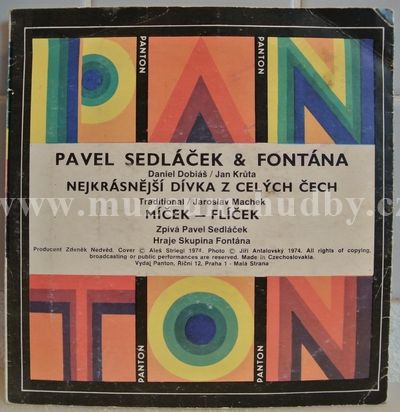 PANTON
PANTON
PAN
PAVEL SEDLÁČEK & FONTÁNA
Daniel Dobiáš / Jan Krůta
NEJKRÁSNĚJŠÍ DÍVKA Z CELÝCH ČECH
Traditional / Jaroslav Machek
MÍČEK - FLÍČEK
Zpívá Pavel Sedláček
Hraje Skupina Fontána
Producent Zdeněk Nedvěd. Cover © Aleš Striegl 1974. Photo © Jiří Antalovský 1974. All rights of copying,
broadcasting or public performances are reserved. Made in Czechoslovakia.
Vydal Panton, Říční 12, Praha 1 - Malá Strana
TON
PANTON
PANTON